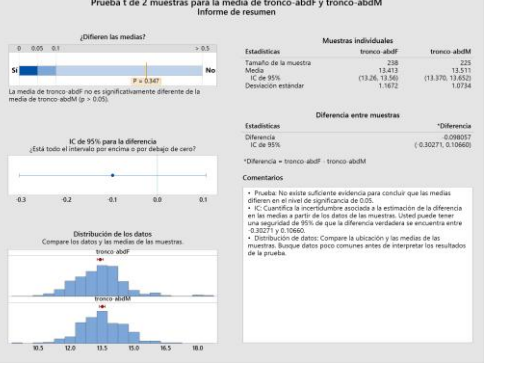 Prueba t de 2 muestras para la media de tronco-abdF y tronco-abdM
Informe de resumen
¿Difieren las medias?
0 0.05 0.1 > 0.5
Sí No
P = 0.347
La media de tronco-abdF no es significativamente diferente de la
media de tronco-abdM (p > 0.05).
IC de 95% para la diferencia
¿Está todo el intervalo por encima o por debajo de cero?
-0.3 -0.2 -0.1 0.0 0.1
Distribución de los datos
Compare los datos y las medias de las muestras.
tronco-abdF
tronco-abdM
10.5 12.0 13.5 15.0 16.5 18.0
Muestras individuales
Estadísticas tronco-abdF tronco-abdM
Tamaño de la muestra 238 225
Media 13.413 13.511
IC de 95% (13.26, 13.56) (13.370, 13.652)
Desviación estándar 1.1672 1.0734
Diferencia entre muestras
Estadísticas *Diferencia
Diferencia -0.098057
IC de 95% (-0.30271, 0.10660)
*Diferencia = tronco-abdF - tronco-abdM
Comentarios
• Prueba: No existe suficiente evidencia para concluir que las medias
difieren en el nivel de significancia de 0.05.
• IC: Cuantifica la incertidumbre asociada a la estimación de la diferencia
en las medias a partir de los datos de las muestras. Usted puede tener
una seguridad de 95% de que la diferencia verdadera se encuentra entre
-0.30271 y 0.10660.
• Distribución de datos: Compare la ubicación y las medias de las
muestras. Busque datos poco comunes antes de interpretar los resultados
de la prueba.